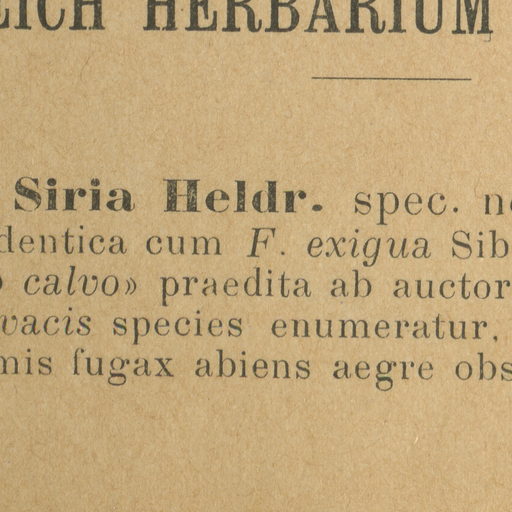 LICH HERBARIUM
Siria Heldr. spec. n
dentica cum F. exigua Sib
calvo» praedita ab auctor
vacis species enumeratur.
mis fugax abiens aegre obs